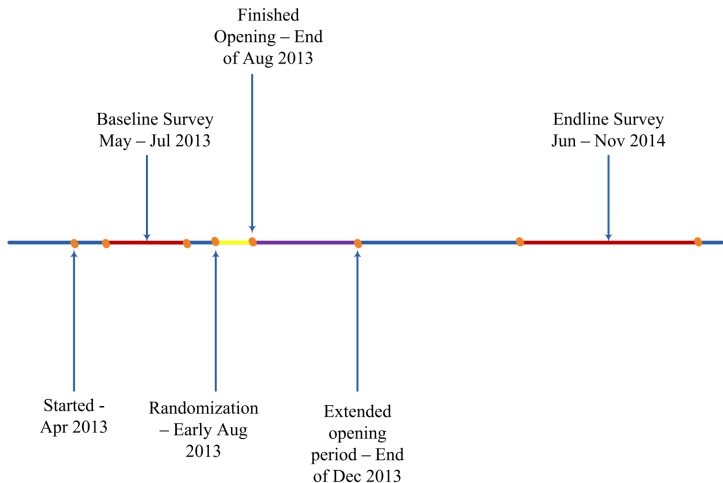 Finished
Opening – End
of Aug 2013
Baseline Survey
May – Jul 2013
Endline Survey
Jun – Nov 2014
Started -
Apr 2013
Randomization
– Early Aug
2013
Extended
opening
period – End
of Dec 2013